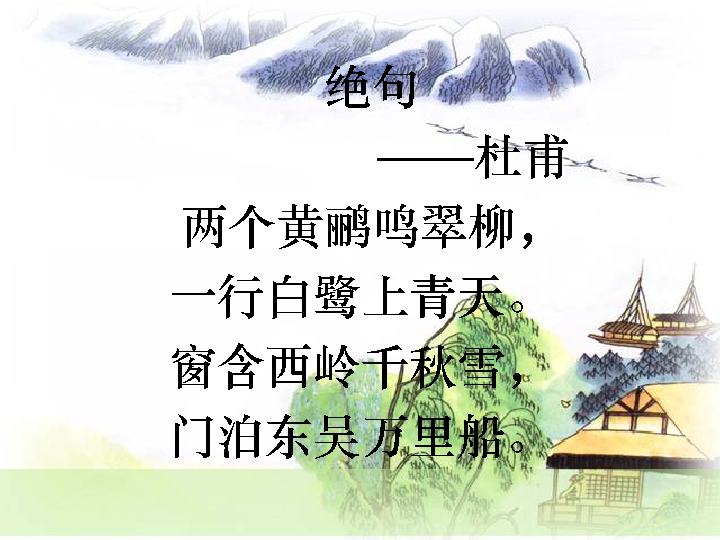 绝句
——杜甫
两个黄鹂鸣翠柳，
一行白鹭上青天。
窗含西岭千秋雪，
门泊东吴万里船。